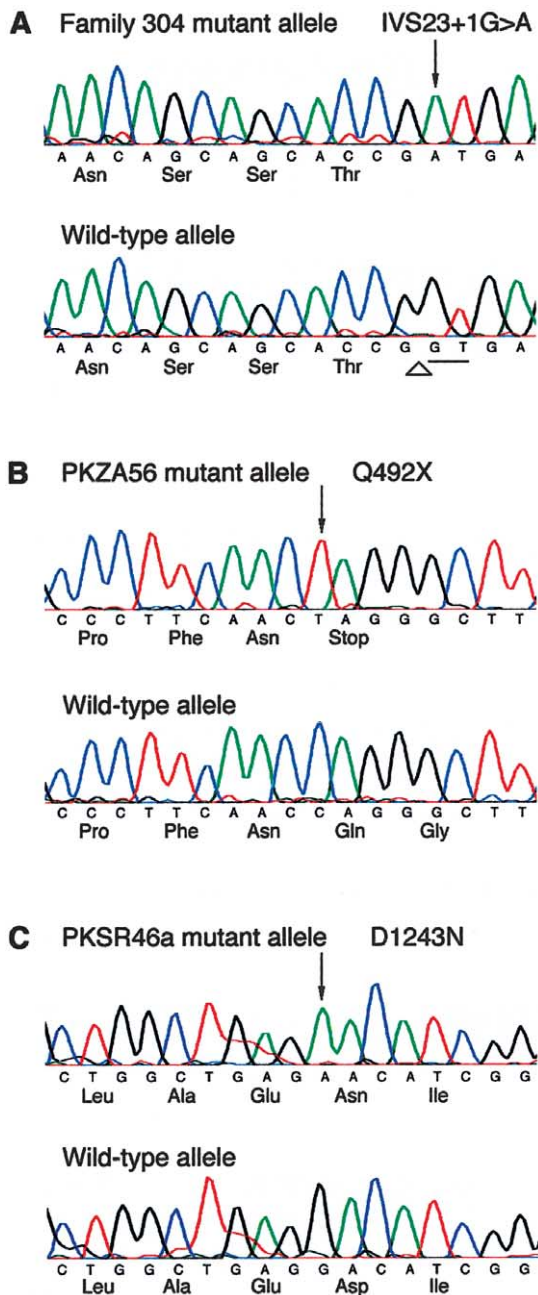 A Family 304 mutant allele IVS23+1G>A
A A C A G C A G C A C C G A T G A
Asn Ser Ser Thr
Wild-type allele
A A C A G C A G C A C C G G T G A
Asn Ser Ser Thr
B PKZA56 mutant allele Q492X
C C C T T C A A C T A G G G C T T
Pro Phe Asn Stop
Wild-type allele
C C C T T C A A C C A G G G C T T
Pro Phe Asn Gln Gly
C PKSR46a mutant allele D1243N
C T G G C T G A G A A C A T C G G
Leu Ala Glu Asn Ile
Wild-type allele
C T G G C T G A G G A C A T C G G
Leu Ala Glu Asp Ile